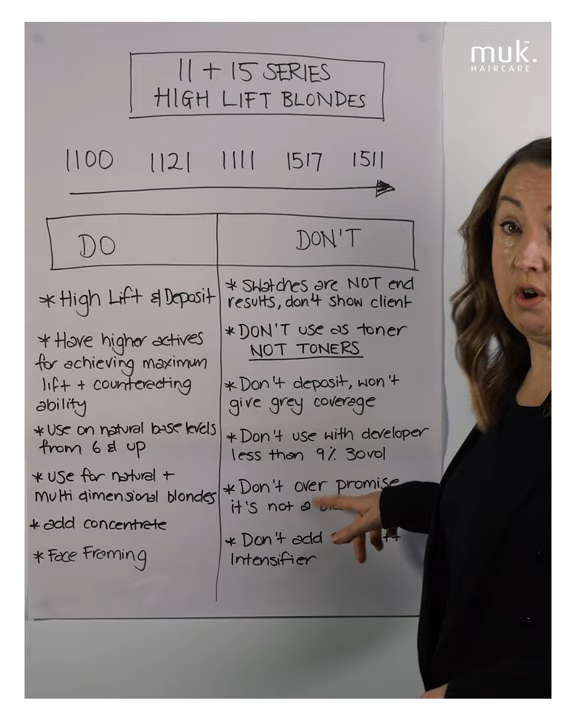 muk.
HAIRCARE
11 + 15 SERIES
HIGH LIFT BLONDES
1100 1121 1111 1517 1511
DO
* High Lift & Deposit
* Have higher actives
for achieving maximum
lift + counteracting
ability
* Use on natural base levels
from 6 & up
* use for natural +
multi dimensional blondes
* add concentrate
* Face Framing
DON'T
* Swatches are NOT end
results, don't show client
* DON'T use as toner
NOT TONERS
* Don't deposit, won't
give grey coverage
* Don't use with developer
less than 9% 30vol
* Don't over promise
it's not a
* Don't add
Intensifier